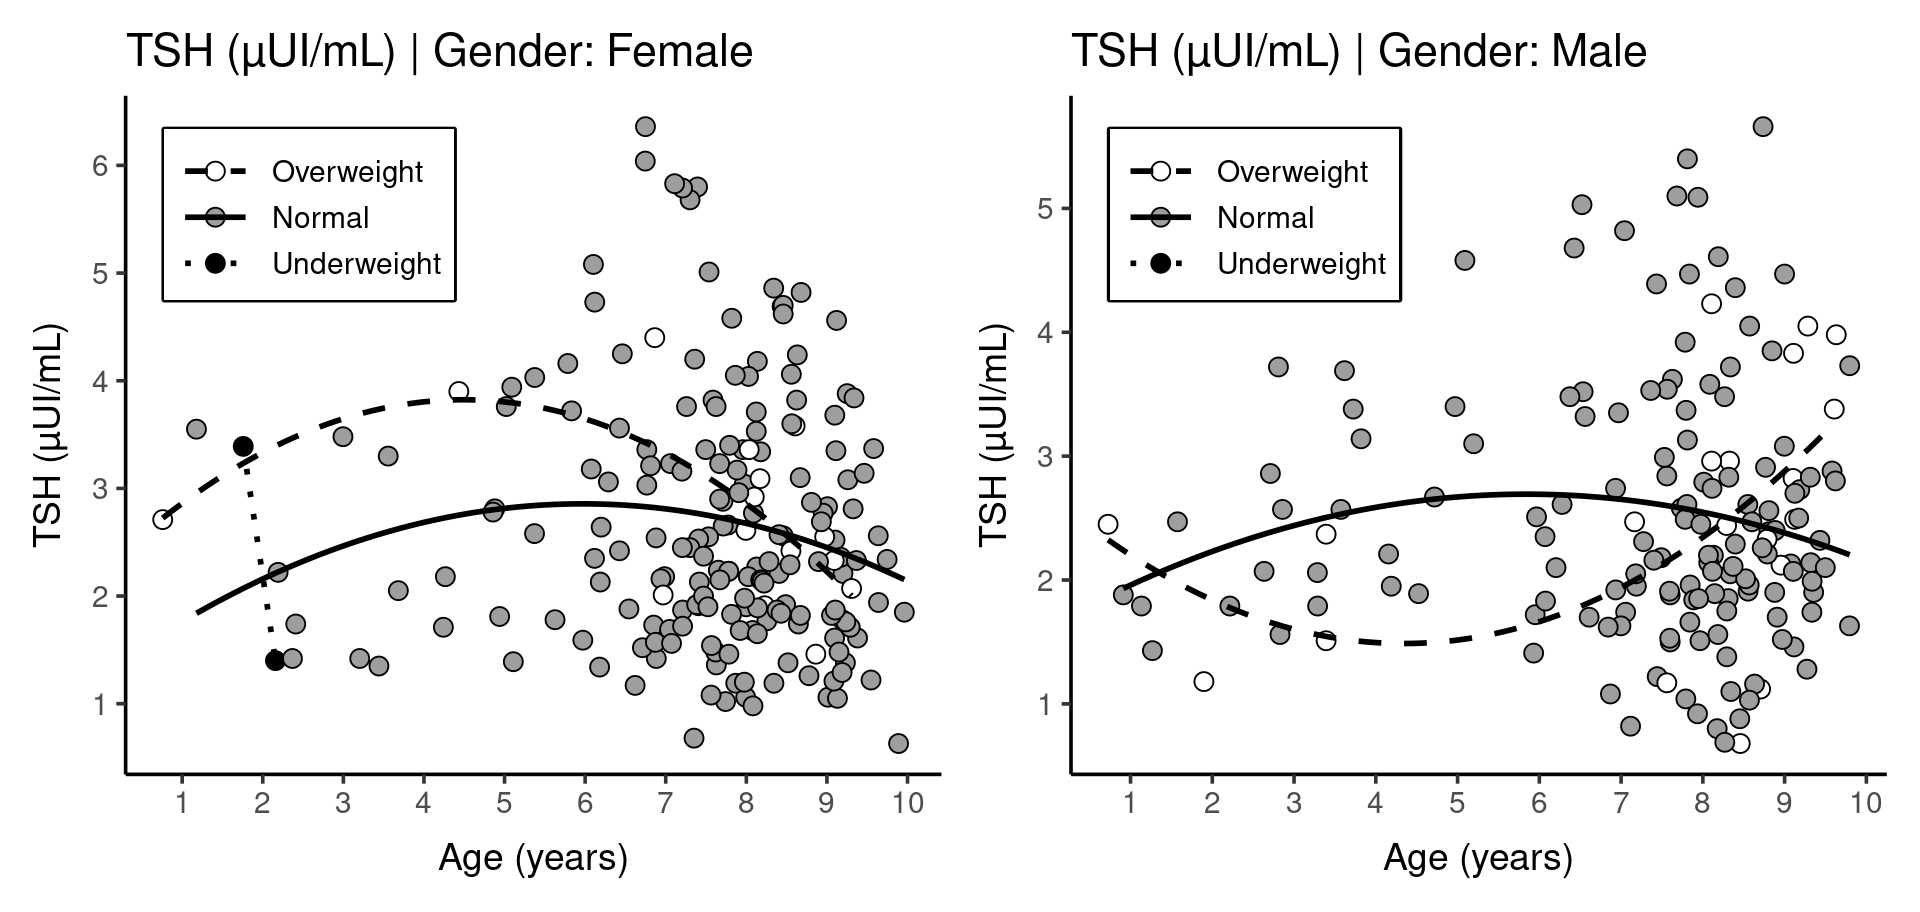 TSH (µUI/mL) | Gender: Female
Overweight
Normal
Underweight
6
5
4
3
2
1
TSH (µUI/mL)
1 2 3 4 5 6 7 8 9 10
Age (years)
TSH (µUI/mL) | Gender: Male
Overweight
Normal
Underweight
5
4
3
2
1
TSH (µUI/mL)
1 2 3 4 5 6 7 8 9 10
Age (years)